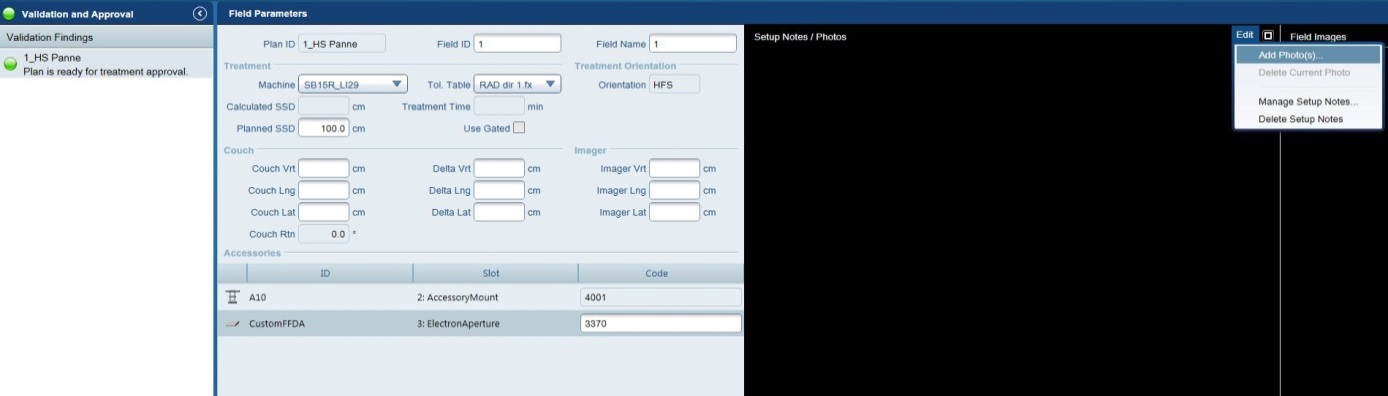 Validation and Approval
Validation Findings
1_HS Panne
Plan is ready for treatment approval.
Field Parameters
Plan ID 1_HS Panne Field ID 1 Field Name 1
Treatment Treatment Orientation
Machine SB15R_LI29 Tol. Table RAD dir 1.fx Orientation HFS
Calculated SSD cm Treatment Time min
Planned SSD 100.0 cm Use Gated
Couch Imager
Couch Vrt cm Delta Vrt cm Imager Vrt cm
Couch Lng cm Delta Lng cm Imager Lng cm
Couch Lat cm Delta Lat cm Imager Lat cm
Couch Rtn 0.0 °
Accessories
ID Slot Code
A10 2: AccessoryMount 4001
CustomFFDA 3: ElectronAperture 3370
Setup Notes / Photos Edit Field Images
Add Photo(s)...
Delete Current Photo
Manage Setup Notes...
Delete Setup Notes